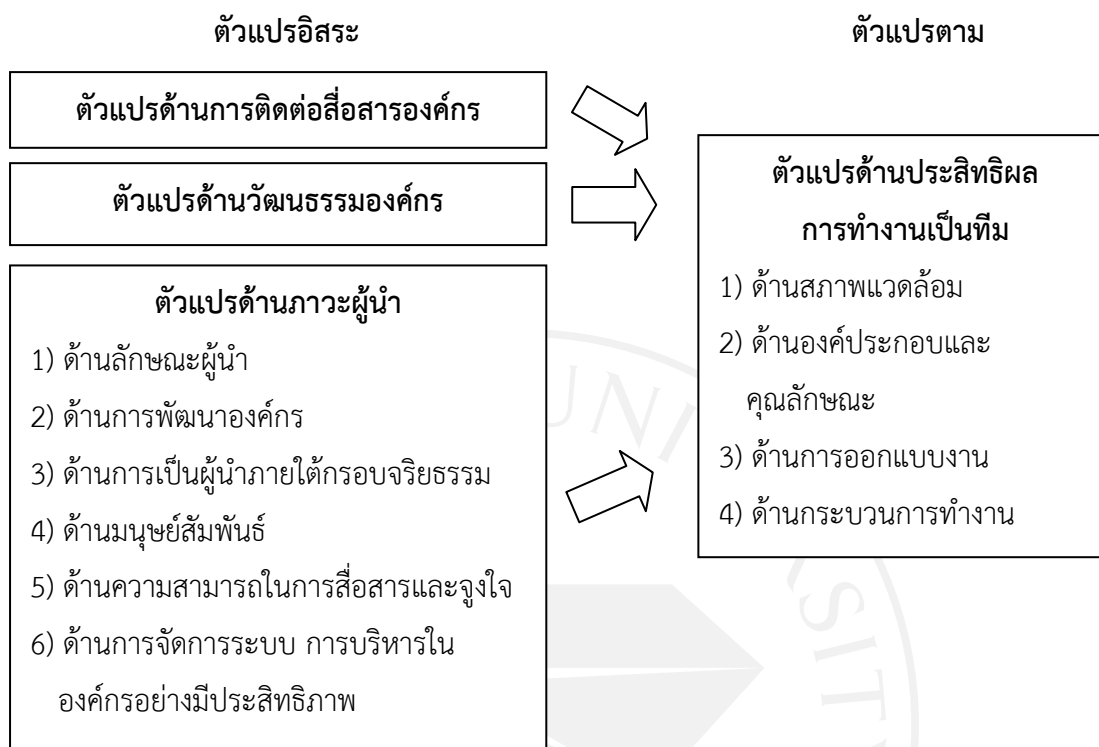 ตัวแปรอิสระ
ตัวแปรด้านการติดต่อสื่อสารองค์กร
ตัวแปรด้านวัฒนธรรมองค์กร
ตัวแปรด้านภาวะผู้นำ
1) ด้านลักษณะผู้นำ
2) ด้านการพัฒนาองค์กร
3) ด้านการเป็นผู้นำภายใต้กรอบจริยธรรม
4) ด้านมนุษย์สัมพันธ์
5) ด้านความสามารถในการสื่อสารและจูงใจ
6) ด้านการจัดการระบบ การบริหารใน
องค์กรอย่างมีประสิทธิภาพ
ตัวแปรตาม
ตัวแปรด้านประสิทธิผล
การทำงานเป็นทีม
1) ด้านสภาพแวดล้อม
2) ด้านองค์ประกอบและ
คุณลักษณะ
3) ด้านการออกแบบงาน
4) ด้านกระบวนการทำงาน